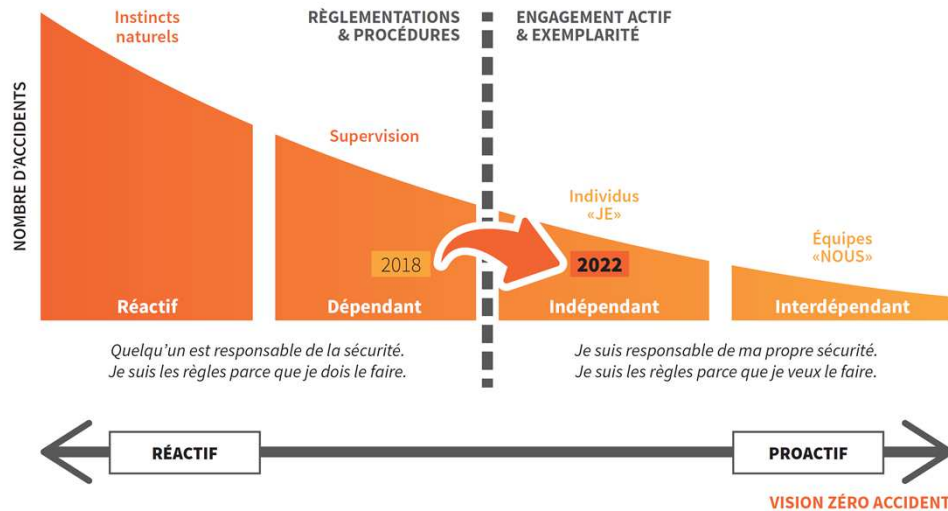 Instincts
naturels
RÈGLEMENTATIONS
& PROCÉDURES
ENGAGEMENT ACTIF
& EXEMPLARITÉ
NOMBRE D'ACCIDENTS
Supervision
Individus
«JE»
Équipes
«NOUS»
2018
2022
Réactif
Dépendant
Indépendant
Interdépendant
Quelqu'un est responsable de la sécurité.
Je suis les règles parce que je dois le faire.
Je suis responsable de ma propre sécurité.
Je suis les règles parce que je veux le faire.
RÉACTIF
PROACTIF
VISION ZÉRO ACCIDENT